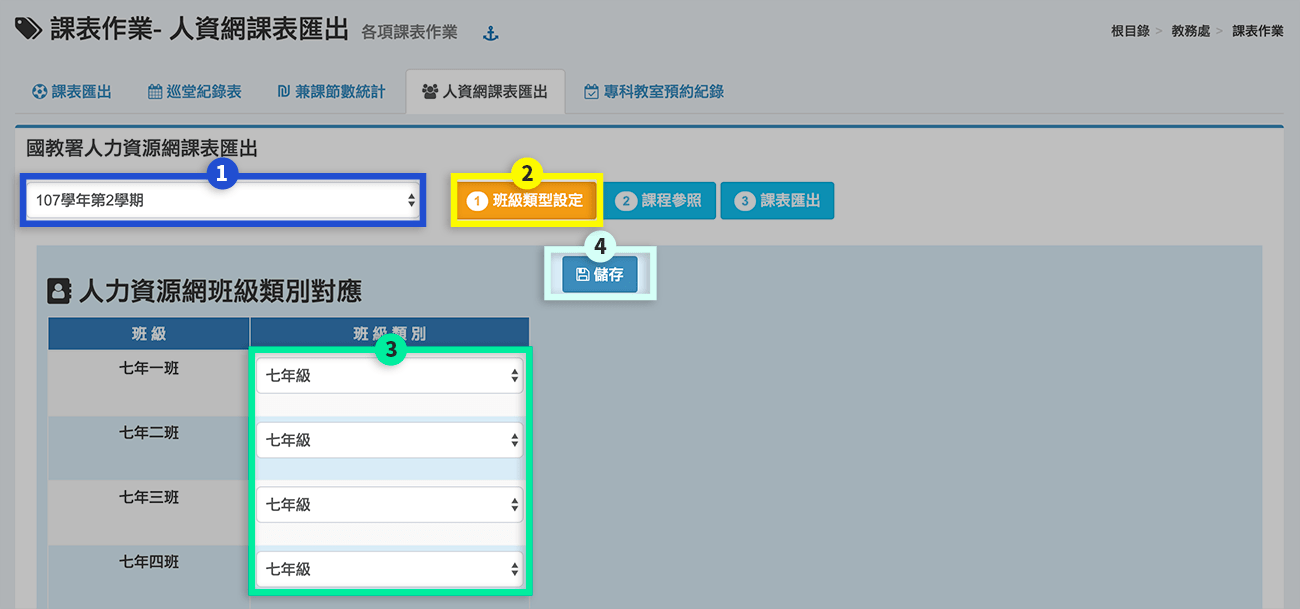 課表作業- 人資網課表匯出 各項課表作業
根目錄 > 教務處 > 課表作業
課表匯出 巡堂紀錄表 兼課節數統計 人資網課表匯出 專科教室預約紀錄
國教署人力資源網課表匯出
1 2
107學年第2學期 1 班級類型設定 2 課程參照 3 課表匯出
4
儲存
人力資源網班級類別對應
班 級 班 級 類 別
3
七年一班 七年級
七年二班 七年級
七年三班 七年級
七年四班 七年級